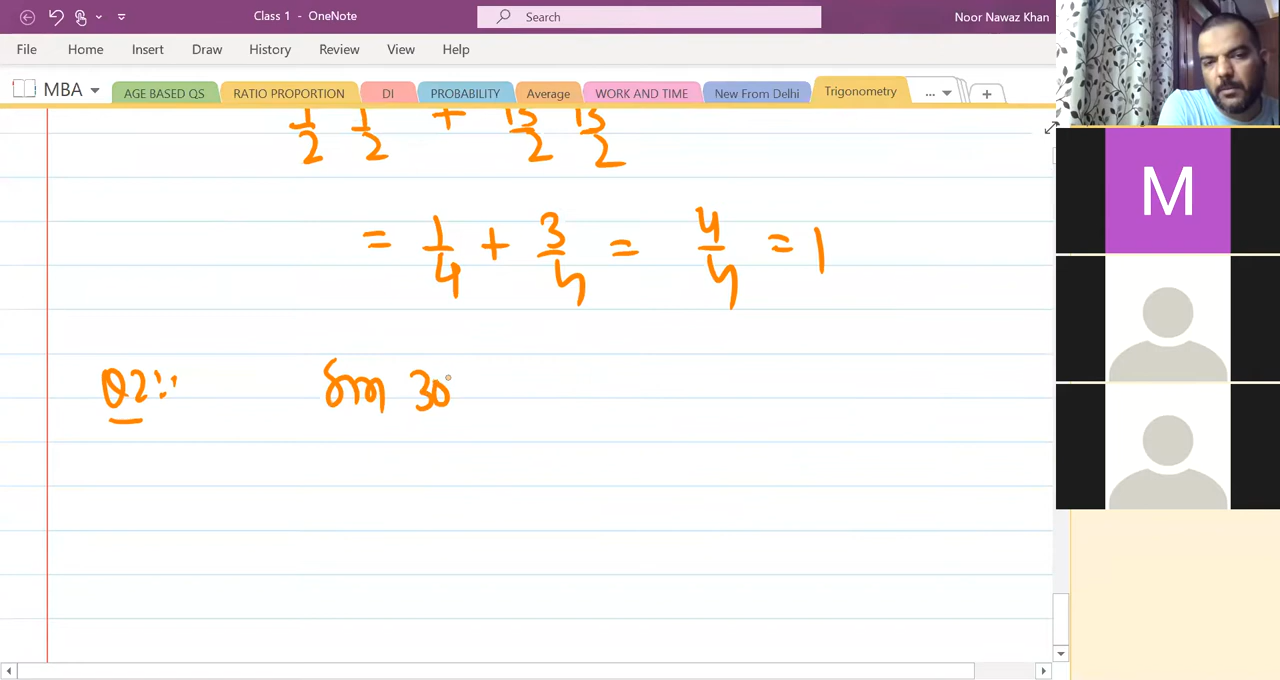 Class 1 - OneNote
Search
Noor Nawaz Khan
File Home Insert Draw History Review View Help
MBA
AGE BASED QS
RATIO PROPORTION
DI
PROBABILITY
Average
WORK AND TIME
New From Delhi
Trigonometry
...
1/2 1/2 + √3/2 √3/2
= 1/4 + 3/4 = 4/4 = 1
Q2:: Sin 30
M